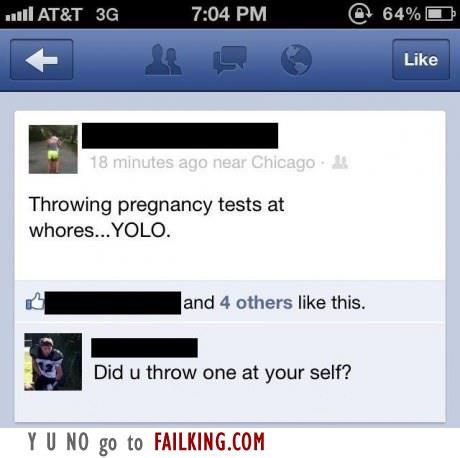 AT&T 3G 7:04 PM 64%
Like
18 minutes ago near Chicago ·
Throwing pregnancy tests at
whores...YOLO.
and 4 others like this.
Did u throw one at your self?
Y U NO go to FAILKING.COM